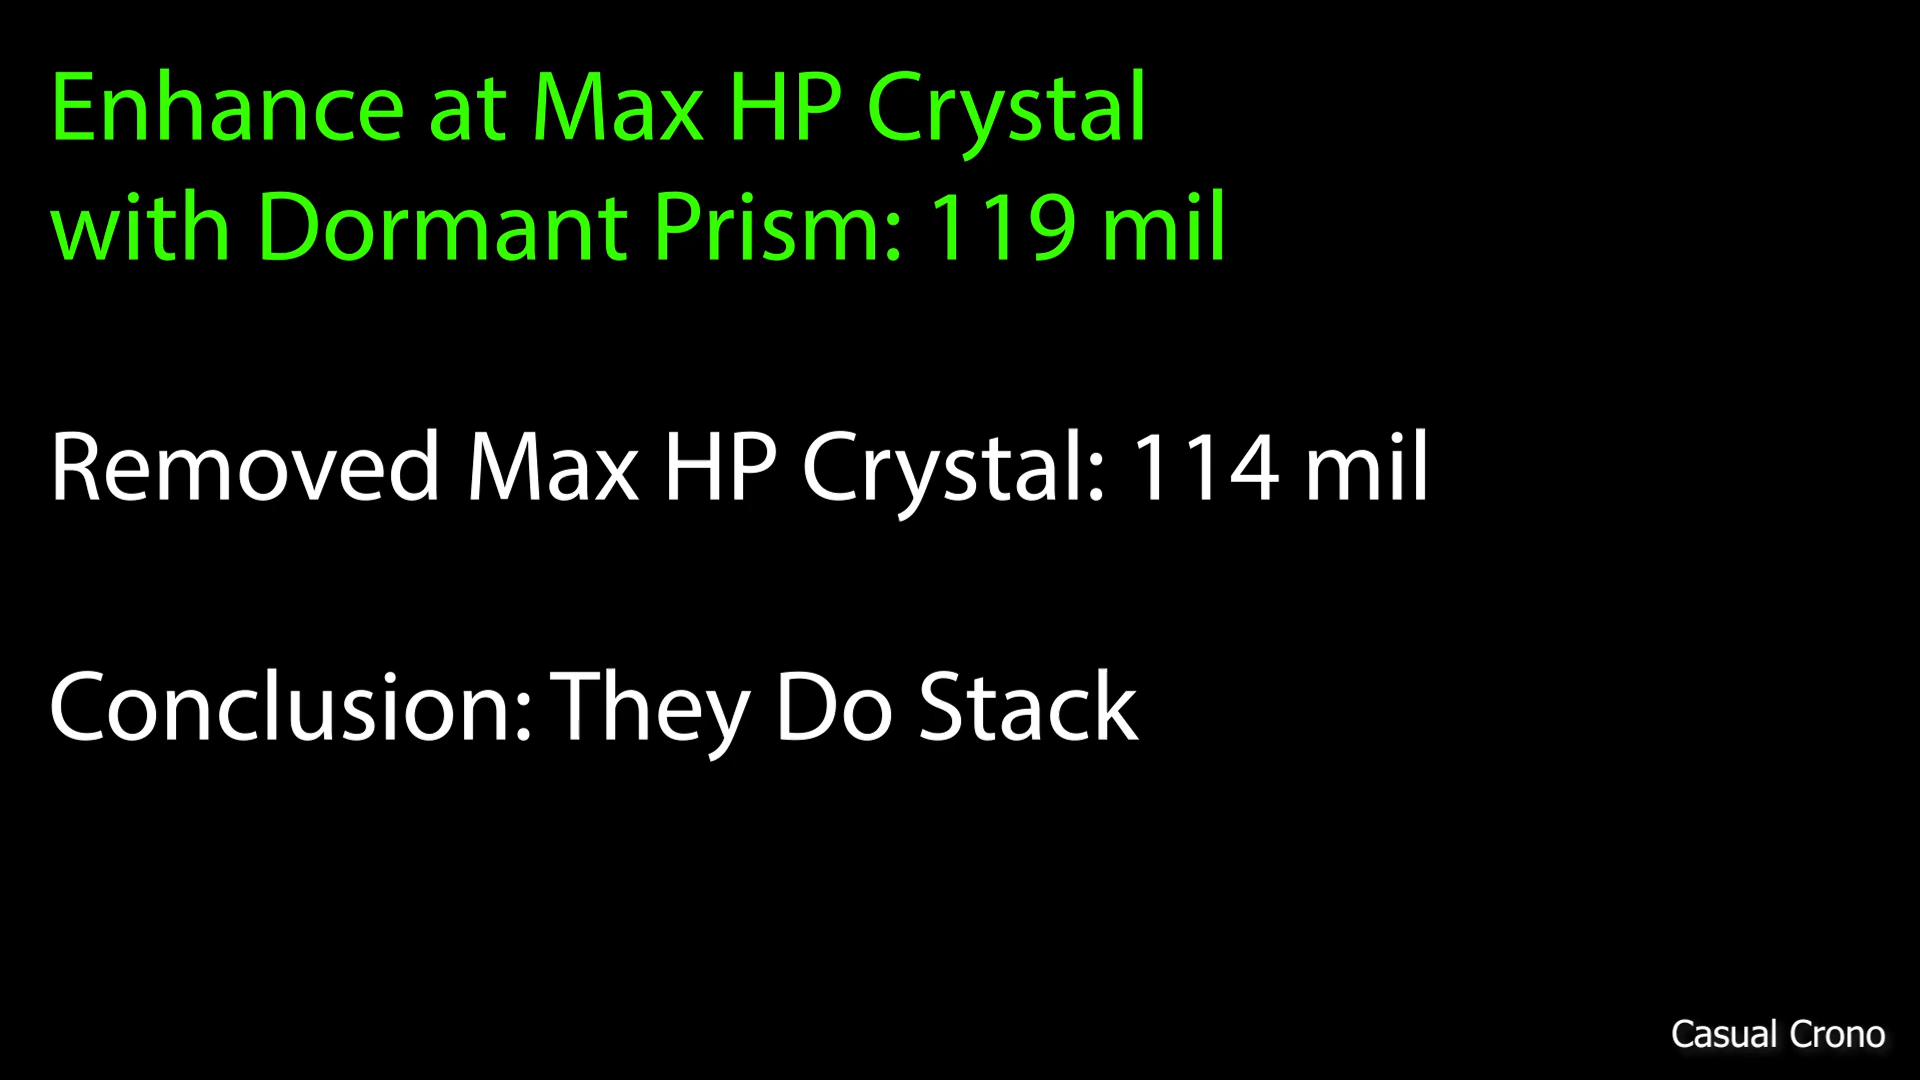 Enhance at Max HP Crystal
with Dormant Prism: 119 mil
Removed Max HP Crystal: 114 mil
Conclusion: They Do Stack
Casual Crono